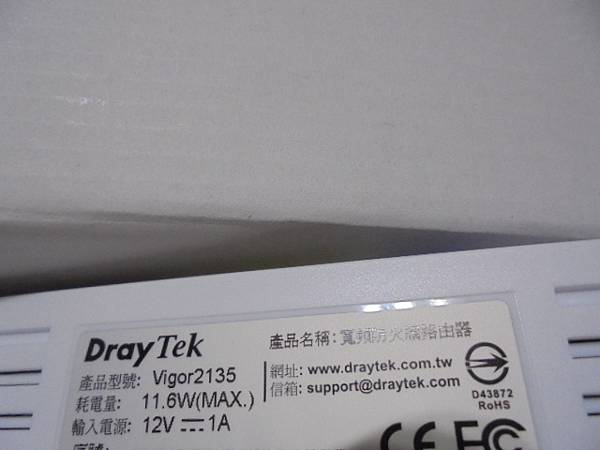 DrayTek
產品名稱: 寬頻防火牆路由器
產品型號: Vigor2135
網址: www.draytek.com.tw
耗電量: 11.6W(MAX.)
信箱: support@draytek.com
輸入電源: 12V⎓1A
D43872
RoHS
CE FC